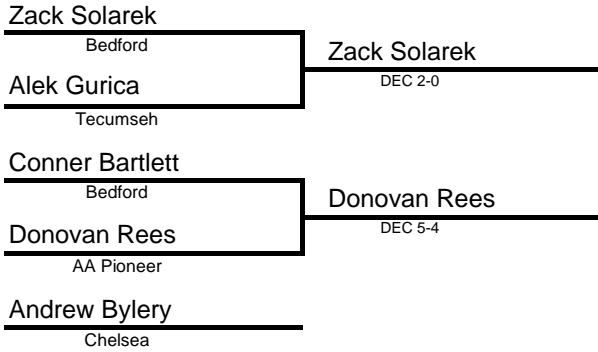 Zack Solarek
Bedford
Zack Solarek
DEC 2-0
Alek Gurica
Tecumseh
Conner Bartlett
Bedford
Donovan Rees
DEC 5-4
Donovan Rees
AA Pioneer
Andrew Bylery
Chelsea